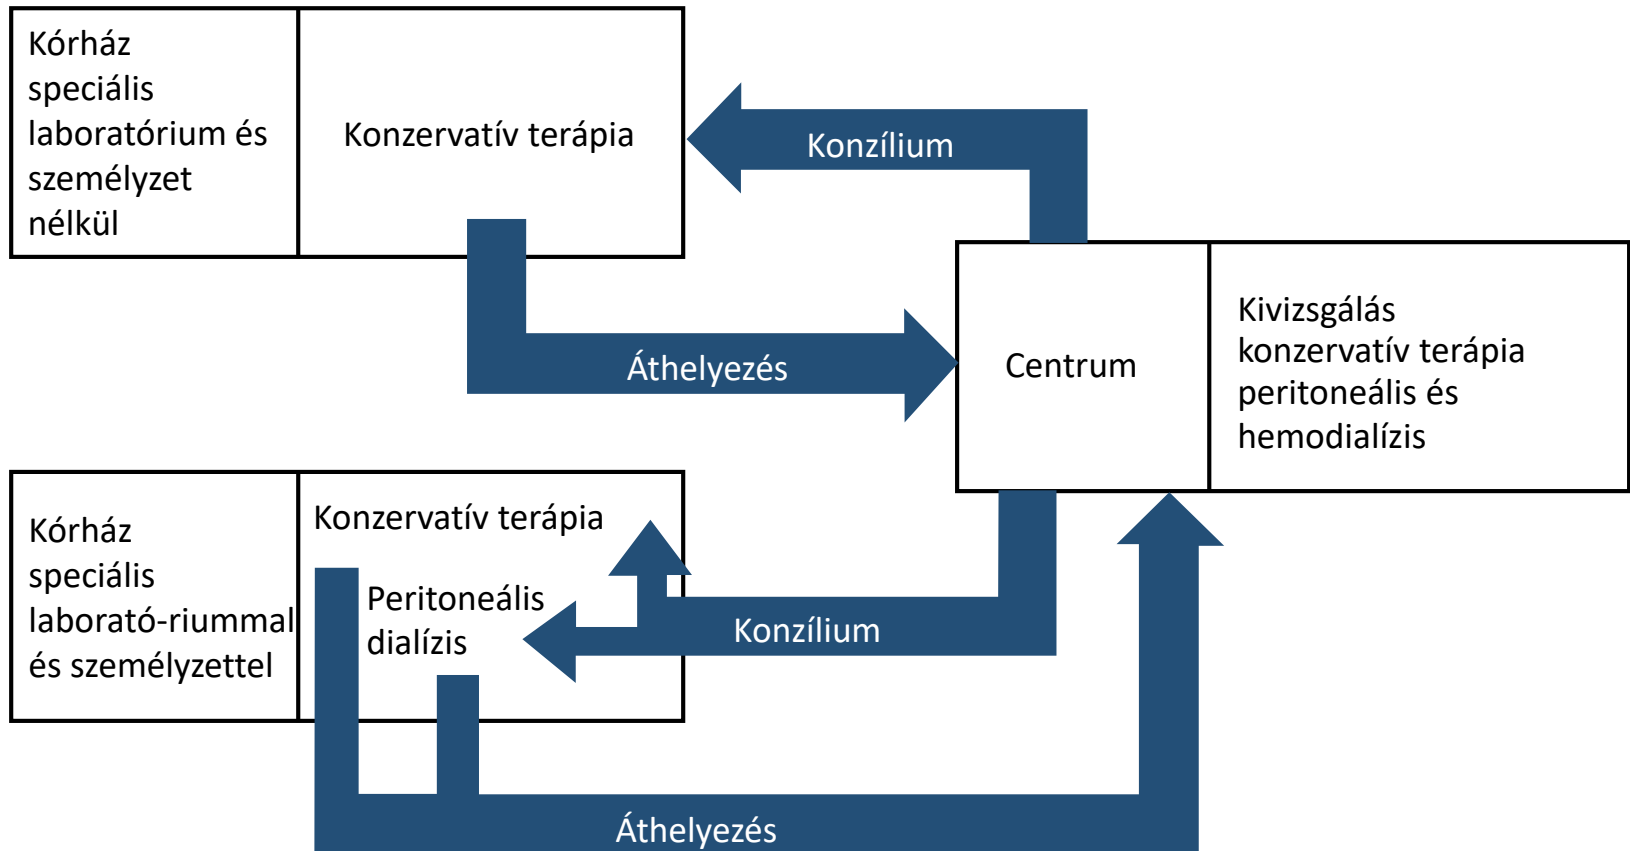 Kórház
speciális
laboratórium és
személyzet
nélkül
Konzervatív terápia
Konzílium
Áthelyezés
Centrum
Kivizsgálás
konzervatív terápia
peritoneális és
hemodialízis
Kórház
speciális
laborató-riummal
és személyzettel
Konzervatív terápia
Peritoneális
dialízis
Konzílium
Áthelyezés